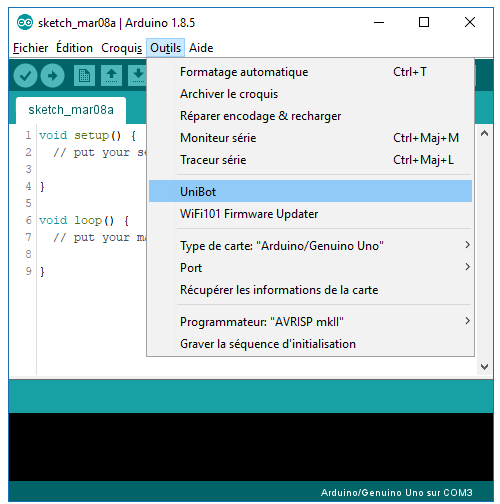 sketch_mar08a | Arduino 1.8.5
Fichier Édition Croquis Outils Aide
Formatage automatique Ctrl+T
Archiver le croquis
Réparer encodage & recharger
Moniteur série Ctrl+Maj+M
Traceur série Ctrl+Maj+L
UniBot
WiFi101 Firmware Updater
Type de carte: "Arduino/Genuino Uno"
Port
Récupérer les informations de la carte
Programmateur: "AVRISP mkII"
Graver la séquence d'initialisation
sketch_mar08a
1 void setup() {
2 // put your se
3
4 }
5
6 void loop() {
7 // put your ma
8
9 }
Arduino/Genuino Uno sur COM3